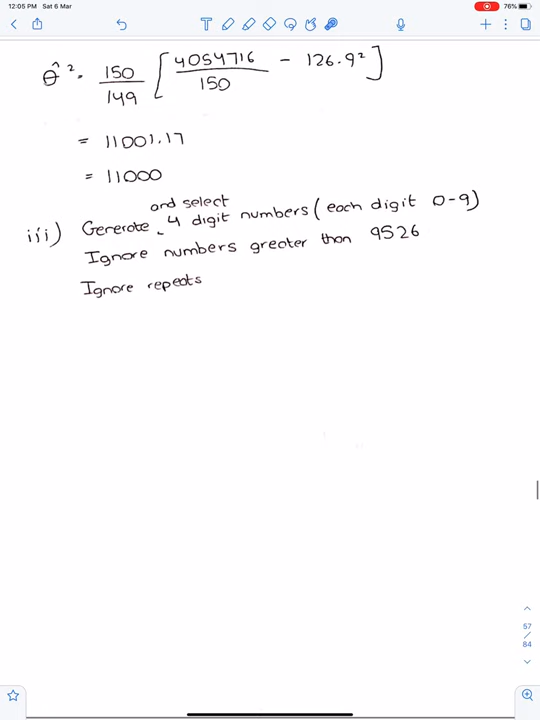 12:05 PM Sat 6 Mar 76%
θ̂ ² = 150/149 [ 4054716/150 − 126.9² ]
= 11001.17
= 11000
and select
iii) Generate ‸ 4 digit numbers (each digit 0-9)
Ignore numbers greater than 9526
Ignore repeats
57
/
84